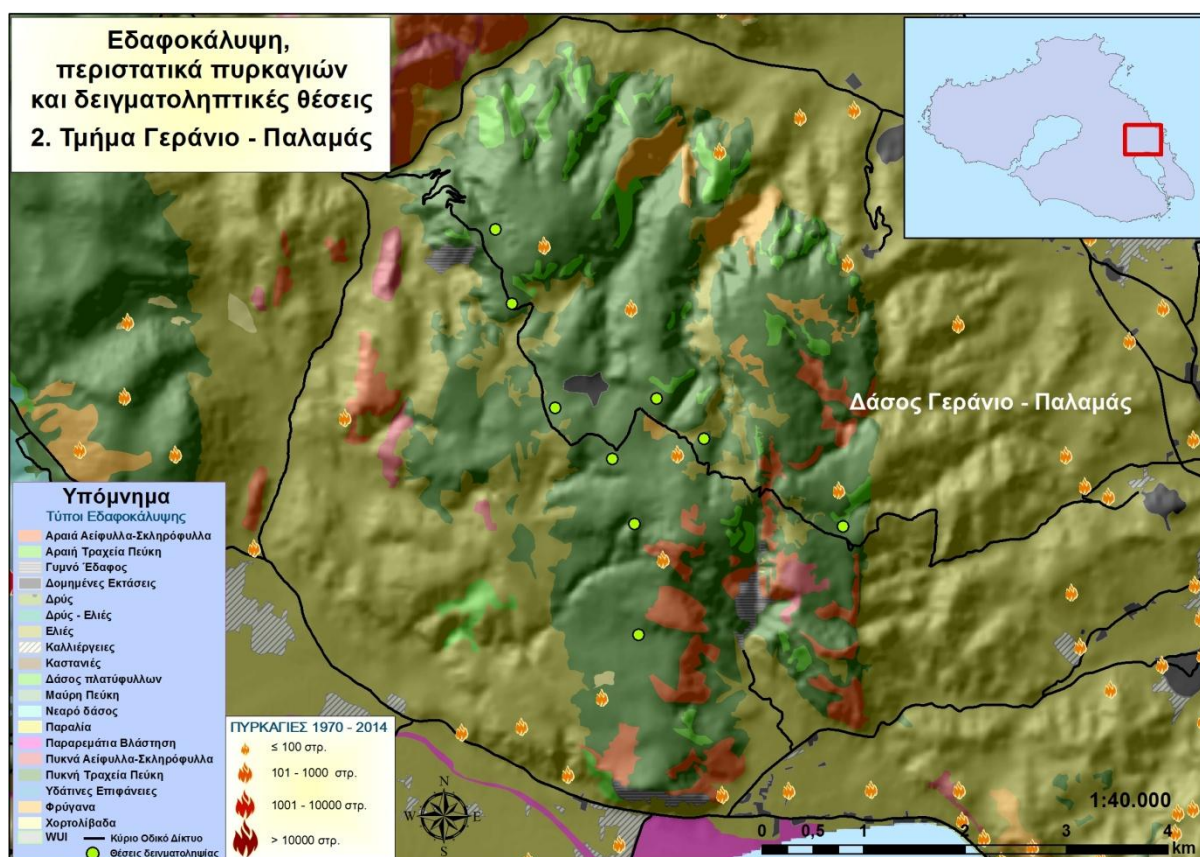 Εδαφοκάλυψη,
περιστατικά πυρκαγιών
και δειγματοληπτικές θέσεις
2. Τμήμα Γεράνιο - Παλαμάς
Δάσος Γεράνιο - Παλαμάς
Υπόμνημα
Τύποι Εδαφοκάλυψης
Αραιά Αείφυλλα-Σκληρόφυλλα
Αραιή Τραχεία Πεύκη
Γυμνό Έδαφος
Δομημένες Εκτάσεις
Δρύς
Δρύς - Ελιές
Ελιές
Καλλιέργειες
Καστανιές
Δάσος πλατύφυλλων
Μαύρη Πεύκη
Νεαρό δάσος
Παραλία
Παραρεμάτια Βλάστηση
Πυκνά Αείφυλλα-Σκληρόφυλλα
Πυκνή Τραχεία Πεύκη
Υδάτινες Επιφάνειες
Φρύγανα
Χορτολίβαδα
WUI Κύριο Οδικό Δίκτυο
Θέσεις δειγματοληψίας
ΠΥΡΚΑΓΙΕΣ 1970 - 2014
≤ 100 στρ.
101 - 1000 στρ.
1001 - 10000 στρ.
> 10000 στρ.
N
W E
S
1:40.000
0 0,5 1 2 3 4
km